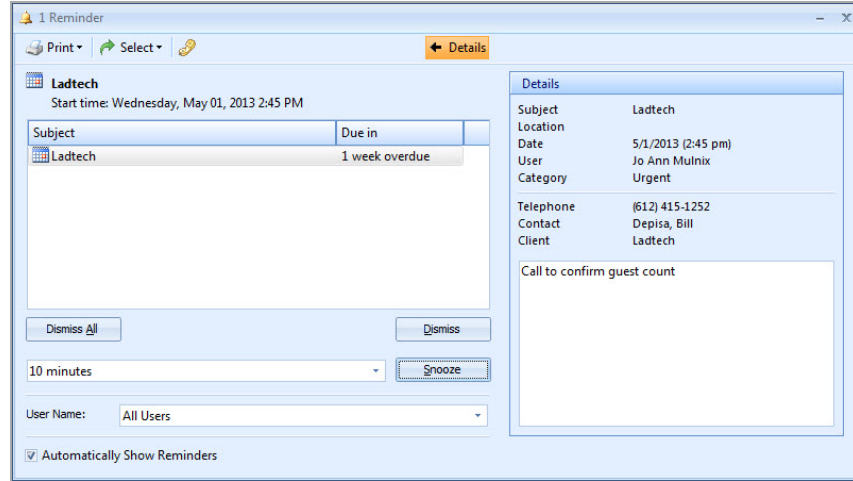 1 Reminder
Print
Select
Details
Ladtech
Start time: Wednesday, May 01, 2013 2:45 PM
Subject Due in
Ladtech 1 week overdue
Dismiss All Dismiss
10 minutes Snooze
User Name: All Users
Automatically Show Reminders
Details
Subject Ladtech
Location
Date 5/1/2013 (2:45 pm)
User Jo Ann Mulnix
Category Urgent
Telephone (612) 415-1252
Contact Depisa, Bill
Client Ladtech
Call to confirm guest count